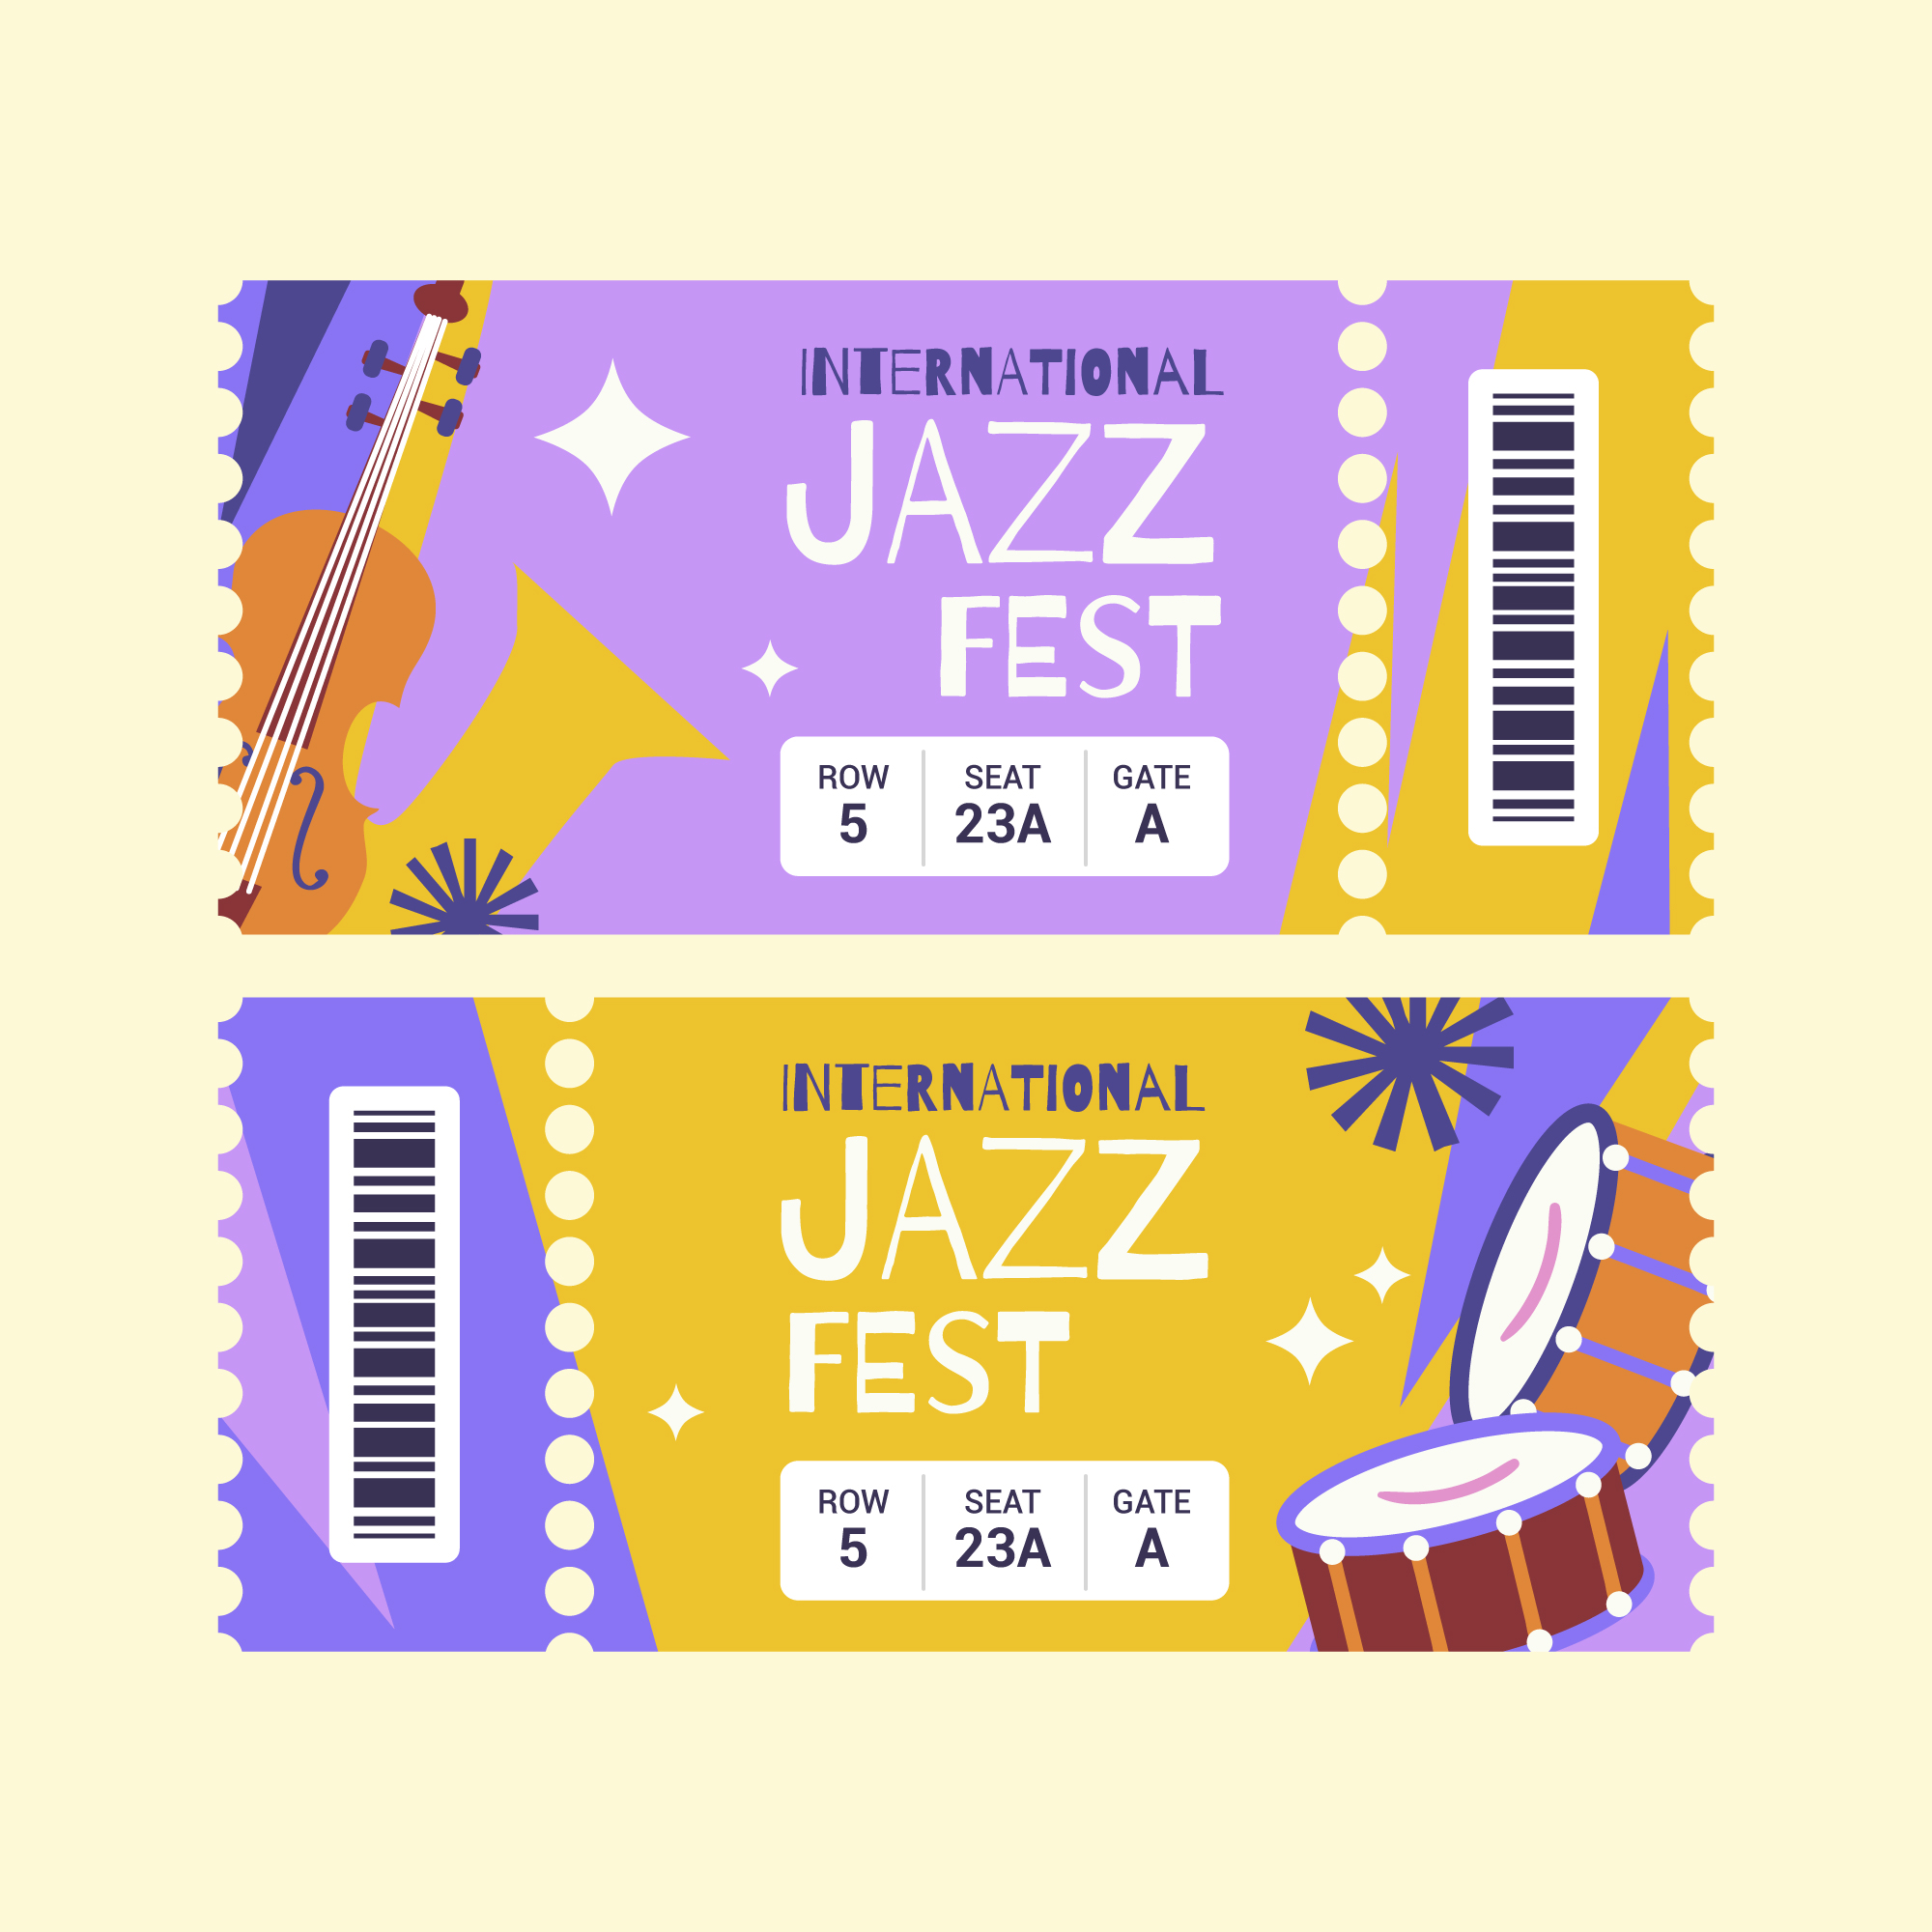 INTERNATIONAL
JAZZ
FEST
ROW SEAT GATE
5 23A A
INTERNATIONAL
JAZZ
FEST
ROW SEAT GATE
5 23A A